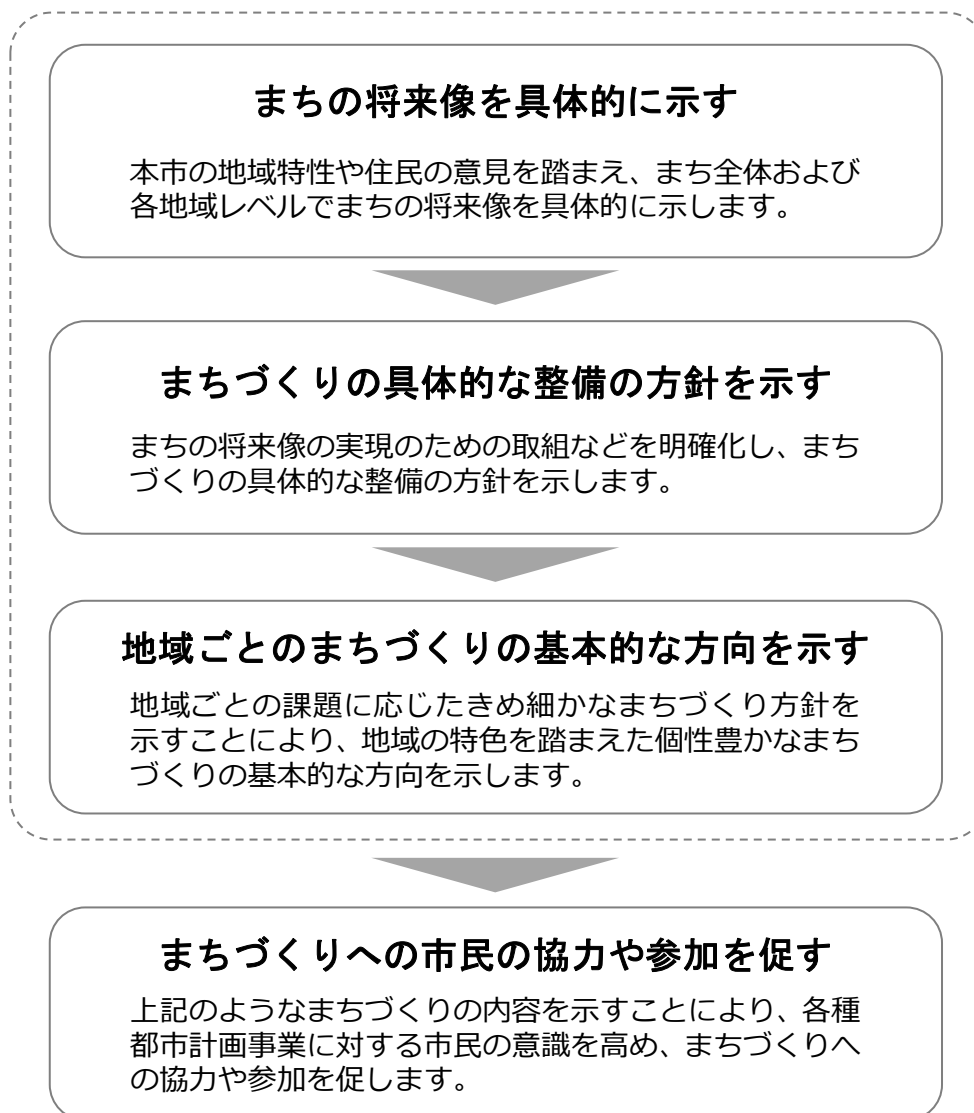 まちの将来像を具体的に示す
本市の地域特性や住民の意見を踏まえ、まち全体および
各地域レベルでまちの将来像を具体的に示します。
まちづくりの具体的な整備の方針を示す
まちの将来像の実現のための取組などを明確化し、まち
づくりの具体的な整備の方針を示します。
地域ごとのまちづくりの基本的な方向を示す
地域ごとの課題に応じたきめ細かなまちづくり方針を
示すことにより、地域の特色を踏まえた個性豊かなまち
づくりの基本的な方向を示します。
まちづくりへの市民の協力や参加を促す
上記のようなまちづくりの内容を示すことにより、各種
都市計画事業に対する市民の意識を高め、まちづくりへ
の協力や参加を促します。